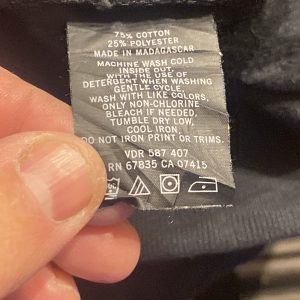 75% COTTON
25% POLYESTER
MADE IN MADAGASCAR
MACHINE WASH COLD
INSIDE OUT,
WITH THE USE OF
DETERGENT WHEN WASHING
GENTLE CYCLE.
WASH WITH LIKE COLORS,
ONLY NON-CHLORINE
BLEACH IF NEEDED,
TUMBLE DRY LOW,
COOL IRON,
DO NOT IRON PRINT OR TRIMS.
VDR 587 407
RN 67835 CA 07415